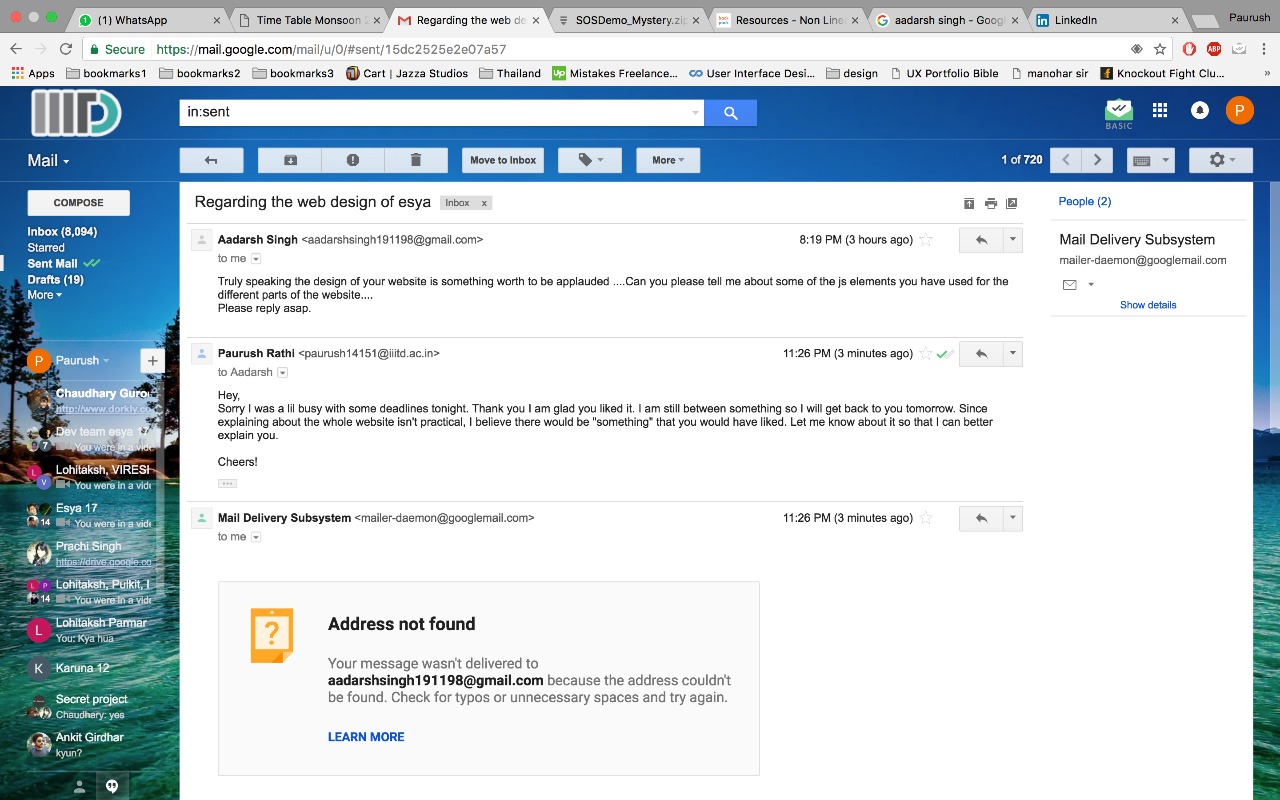 (1) WhatsApp
Time Table Monsoon 2
Regarding the web de
SOSDemo_Mystery.zip
Resources - Non Line
aadarsh singh - Goog
LinkedIn
Paurush
Secure https://mail.google.com/mail/u/0/#sent/15dc2525e2e07a57
Apps bookmarks1 bookmarks2 bookmarks3 Cart | Jazza Studios Thailand Mistakes Freelance... User Interface Desi... design UX Portfolio Bible manohar sir Knockout Fight Clu... »
IIITD
in:sent
BASIC
P
Mail
Move to Inbox
More
1 of 720
COMPOSE
Inbox (8,094)
Starred
Sent Mail
Drafts (19)
More
P Paurush
Chaudhary Guro
http://www.dorkly.co
Dev team esya 17
7 You were in a vide
Lohitaksh, VIRESI
L V You were in a vide
Esya 17
14 You were in a vide
Prachi Singh
https://drive.google.co
Lohitaksh, Pulkit, I
L P 14 You were in a vide
Lohitaksh Parmar
L You: Kya hua
K Karuna 12
Secret project
Chaudhary: yes
Ankit Girdhar
kyun?
Regarding the web design of esya Inbox x
Aadarsh Singh <aadarshsingh191198@gmail.com> 8:19 PM (3 hours ago)
to me
Truly speaking the design of your website is something worth to be applauded ....Can you please tell me about some of the js elements you have used for the
different parts of the website....
Please reply asap.
Paurush Rathi <paurush14151@iiitd.ac.in> 11:26 PM (3 minutes ago)
to Aadarsh
Hey,
Sorry I was a lil busy with some deadlines tonight. Thank you I am glad you liked it. I am still between something so I will get back to you tomorrow. Since
explaining about the whole website isn't practical, I believe there would be "something" that you would have liked. Let me know about it so that I can better
explain you.
Cheers!
Mail Delivery Subsystem <mailer-daemon@googlemail.com> 11:26 PM (3 minutes ago)
to me
Address not found
Your message wasn't delivered to
aadarshsingh191198@gmail.com because the address couldn't
be found. Check for typos or unnecessary spaces and try again.
LEARN MORE
People (2)
Mail Delivery Subsystem
mailer-daemon@googlemail.com
Show details